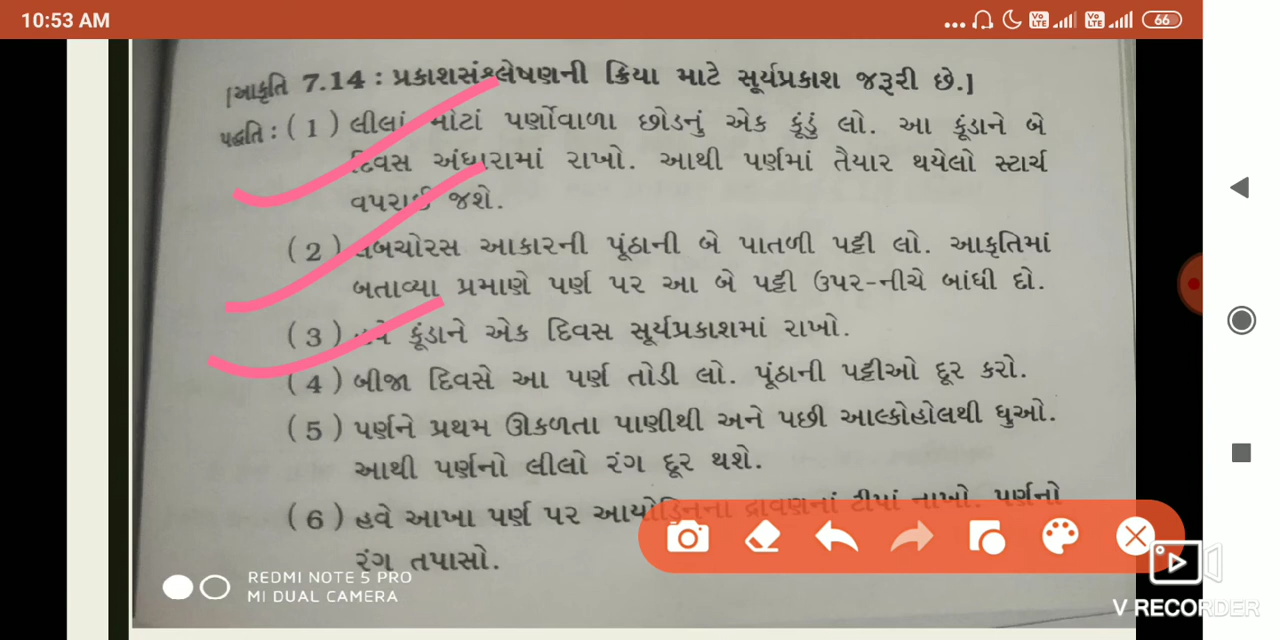 10:53 AM
66
[આકૃતિ 7.14 : પ્રકાશસંશ્લેષણની ક્રિયા માટે સૂર્યપ્રકાશ જરૂરી છે.]
પદ્ધતિ : (1) લીલાં મોટાં પર્ણોવાળા છોડનું એક કૂંડું લો. આ કૂંડાને બે
દિવસ અંધારામાં રાખો. આથી પર્ણમાં તૈયાર થયેલો સ્ટાર્ચ
વપરાઈ જશે.
(2) લંબચોરસ આકારની પૂંઠાની બે પાતળી પટ્ટી લો. આકૃતિમાં
બતાવ્યા પ્રમાણે પર્ણ પર આ બે પટ્ટી ઉપર-નીચે બાંધી દો.
(3) હવે કૂંડાને એક દિવસ સૂર્યપ્રકાશમાં રાખો.
(4) બીજા દિવસે આ પર્ણ તોડી લો. પૂંઠાની પટ્ટીઓ દૂર કરો.
(5) પર્ણને પ્રથમ ઊકળતા પાણીથી અને પછી આલ્કોહોલથી ધુઓ.
આથી પર્ણનો લીલો રંગ દૂર થશે.
(6) હવે આખા પર્ણ પર આયોડિનના દ્રાવણનાં ટીપાં નાખો. પર્ણનો
રંગ તપાસો.
REDMI NOTE 5 PRO
MI DUAL CAMERA
V RECORDER